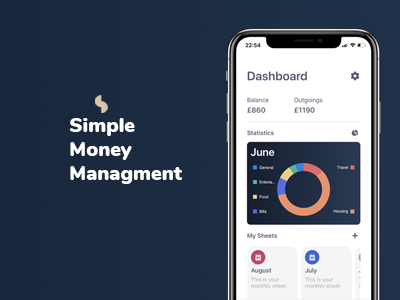 Simple
Money
Managment
22:54
Dashboard
Balance
Outgoings
£860
£1190
Statistics
June
General
Travel
Enterta...
Food
Bills
Housing
My Sheets
August
This is your
monthly sheet
July
This is your
monthly sheet